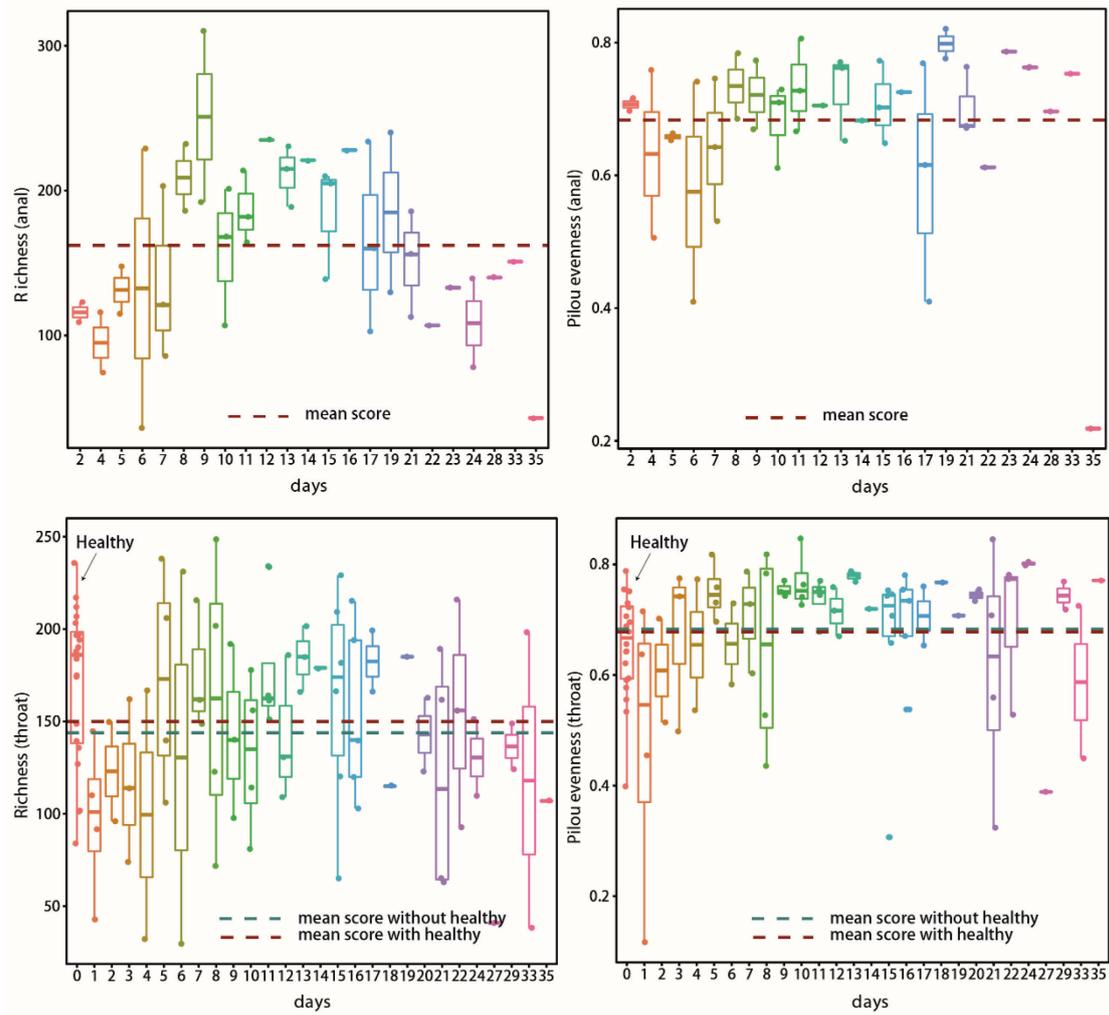 300
200
100
R ichness (anal)
mean score
2 4 5 6 7 8 9 10 11 12 13 14 15 16 17 19 21 22 23 24 28 33 35
days
0.8
0.6
0.4
0.2
Pilou evenness (anal)
mean score
2 4 5 6 7 8 9 10 11 12 13 14 15 16 17 19 21 22 23 24 28 33 35
days
250
200
150
100
50
Richness (throat)
Healthy
mean score without healthy
mean score with healthy
0 1 2 3 4 5 6 7 8 9 10 11 12 13 14 15 16 17 18 19 20 21 22 24 27 29 33 35
days
0.8
0.6
0.4
0.2
Pilou evenness (throat)
Healthy
mean score without healthy
mean score with healthy
0 1 2 3 4 5 6 7 8 9 10 11 12 13 14 15 16 17 18 19 20 21 22 24 27 29 33 35
days